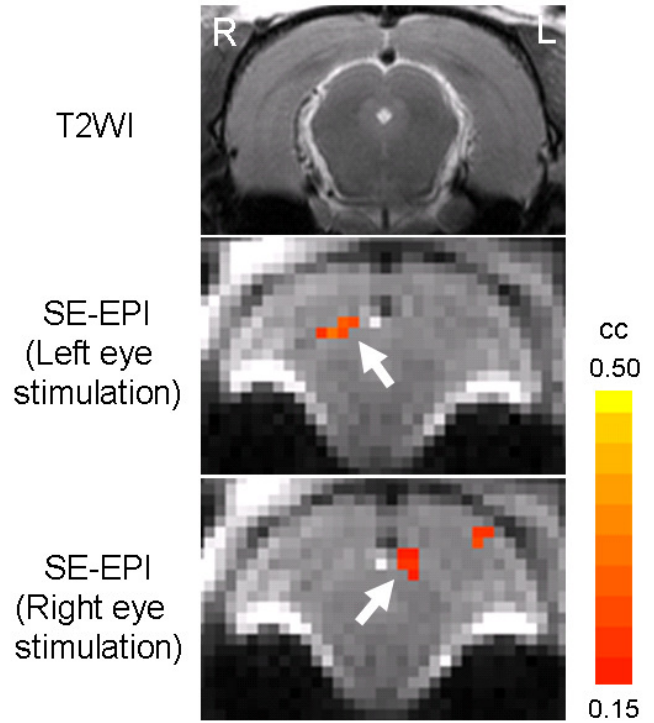 R L
T2WI
SE-EPI
(Left eye
stimulation)
cc
0.50
SE-EPI
(Right eye
stimulation)
0.15